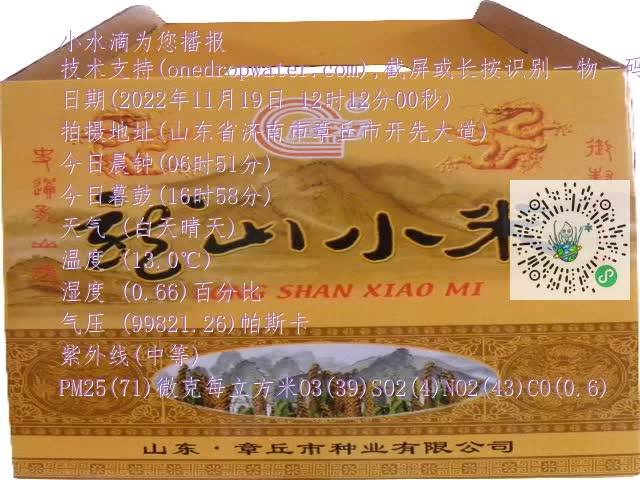 小水滴为您播报
技术支持(onedropwater.com),截屏或长按识别一物一码
日期(2022年11月19日 12时12分00秒)
拍摄地址(山东省济南市章丘市开先大道)
今日晨钟(06时51分)
今日暮鼓(16时58分)
天气 (白天晴天)
温度 (13.0℃)
湿度 (0.66)百分比
气压 (99821.26)帕斯卡
紫外线(中等)
PM25(71)微克每立方米O3(39)SO2(4)NO2(43)CO(0.6)
龙山小米
LONG SHAN XIAO MI
山东·章丘市种业有限公司